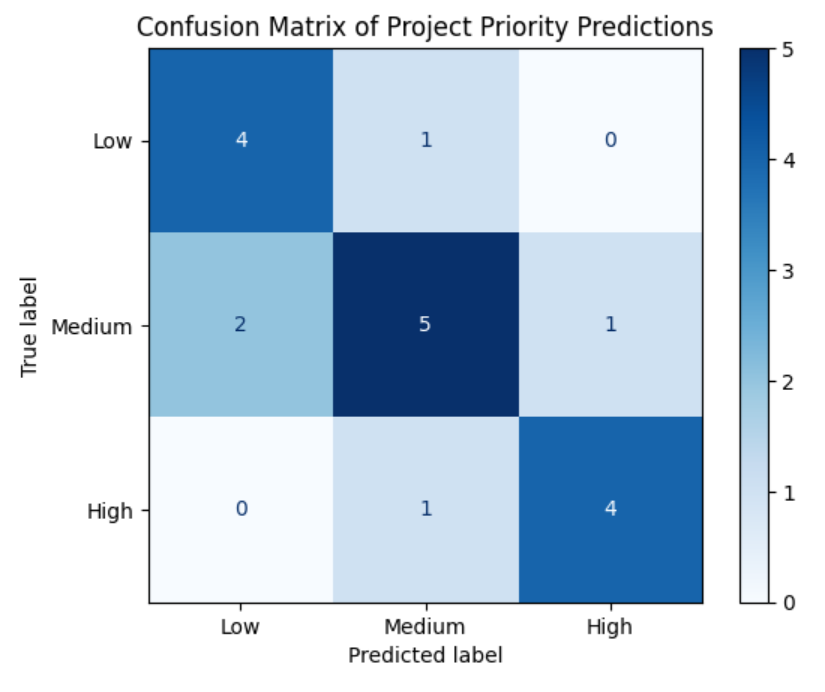 Confusion Matrix of Project Priority Predictions
5
Low
4
1
0
4
3
True label
Medium
2
5
1
2
High
0
1
4
1
0
Low
Medium
High
Predicted label